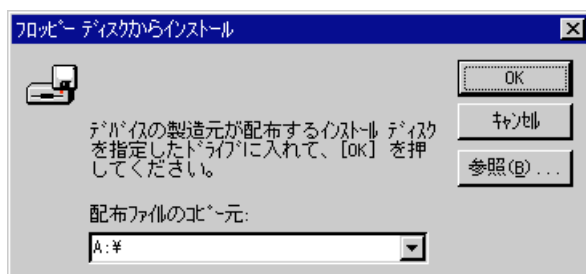 フロッピー ディスクからインストール
OK
デバイスの製造元が配布するインストール ディスク
を指定したドライブに入れて、[OK] を押
してください。
キャンセル
参照(B)...
配布ファイルのコピー元:
A:¥